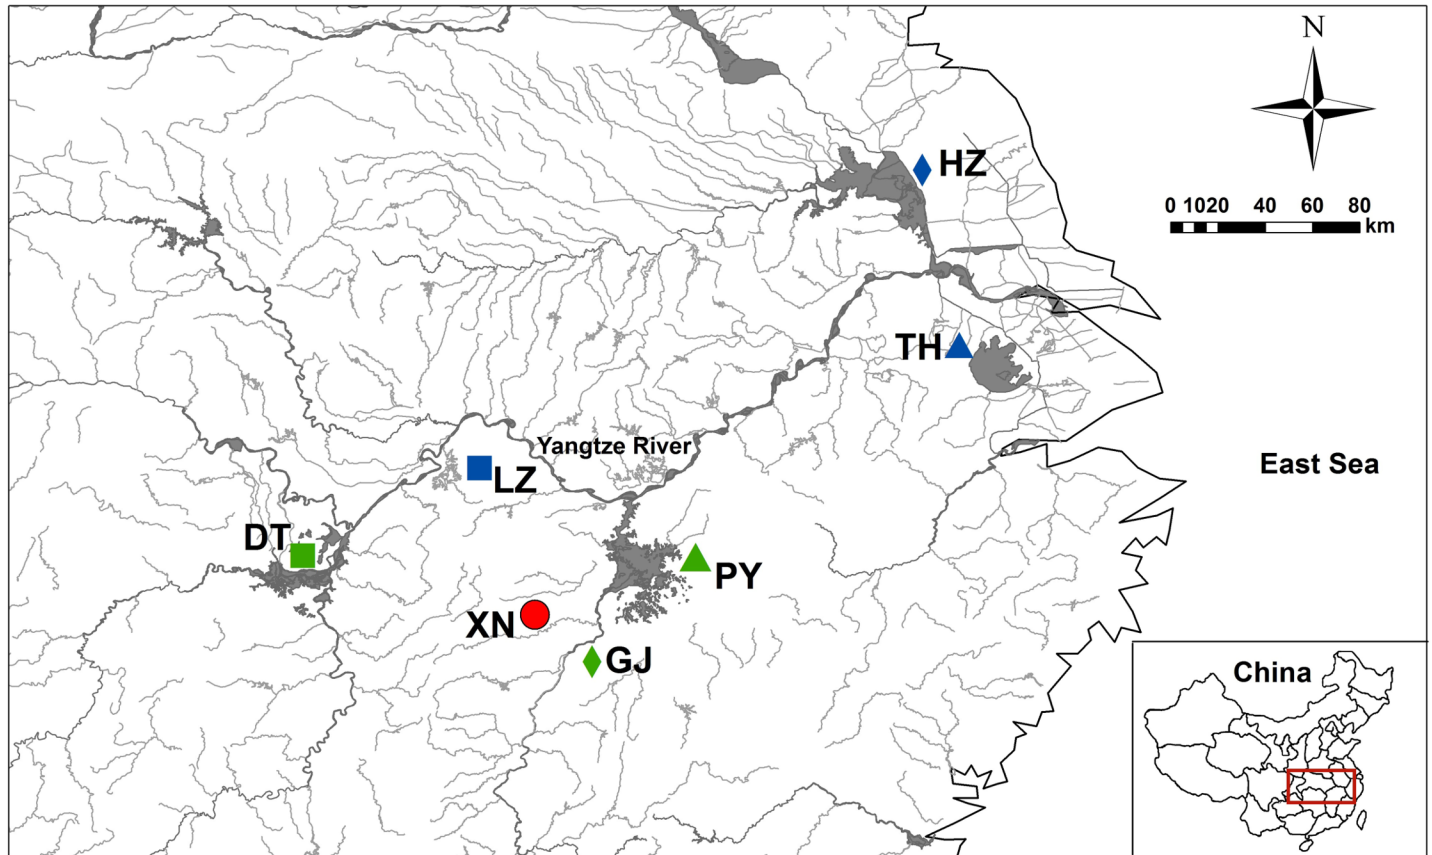 N
HZ
0 1020 40 60 80
km
TH
Yangtze River
East Sea
LZ
DT
PY
XN
GJ
China